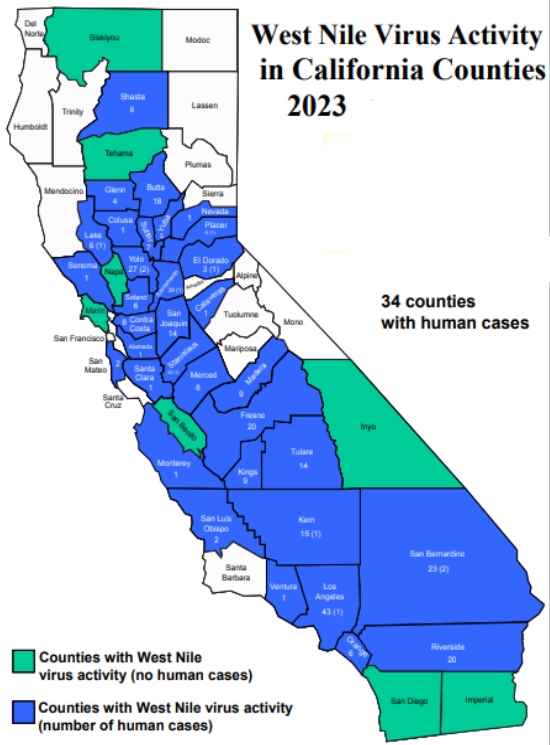 West Nile Virus Activity
in California Counties
2023
Del
Norte
Siskiyou
Modoc
Shasta
6
Lassen
Trinity
Humboldt
Tehama
Plumas
Mendocino
Glenn
4
Butte
18
Sierra
Colusa
1
Sutter
Yuba
Nevada
1
Placer
Lake
6 (1)
Yolo
27 (2)
El Dorado
3 (1)
Sonoma
1
Napa
Alpine
Amador
Solano
6
Marin
Calaveras
1
Contra
Costa
San
Joaquin
14
Tuolumne
Mono
34 counties
with human cases
San Francisco
Alameda
1
Stanislaus
Mariposa
San
Mateo
2
Santa
Clara
1
Merced
8
Madera
9
Santa
Cruz
San Benito
Fresno
20
Inyo
Monterey
1
Kings
9
Tulare
14
San Luis
Obispo
2
Kern
15 (1)
San Bernardino
23 (2)
Santa
Barbara
Ventura
1
Los
Angeles
43 (1)
Orange
6
Riverside
20
San Diego
Imperial
Counties with West Nile
virus activity (no human cases)
Counties with West Nile virus activity
(number of human cases)